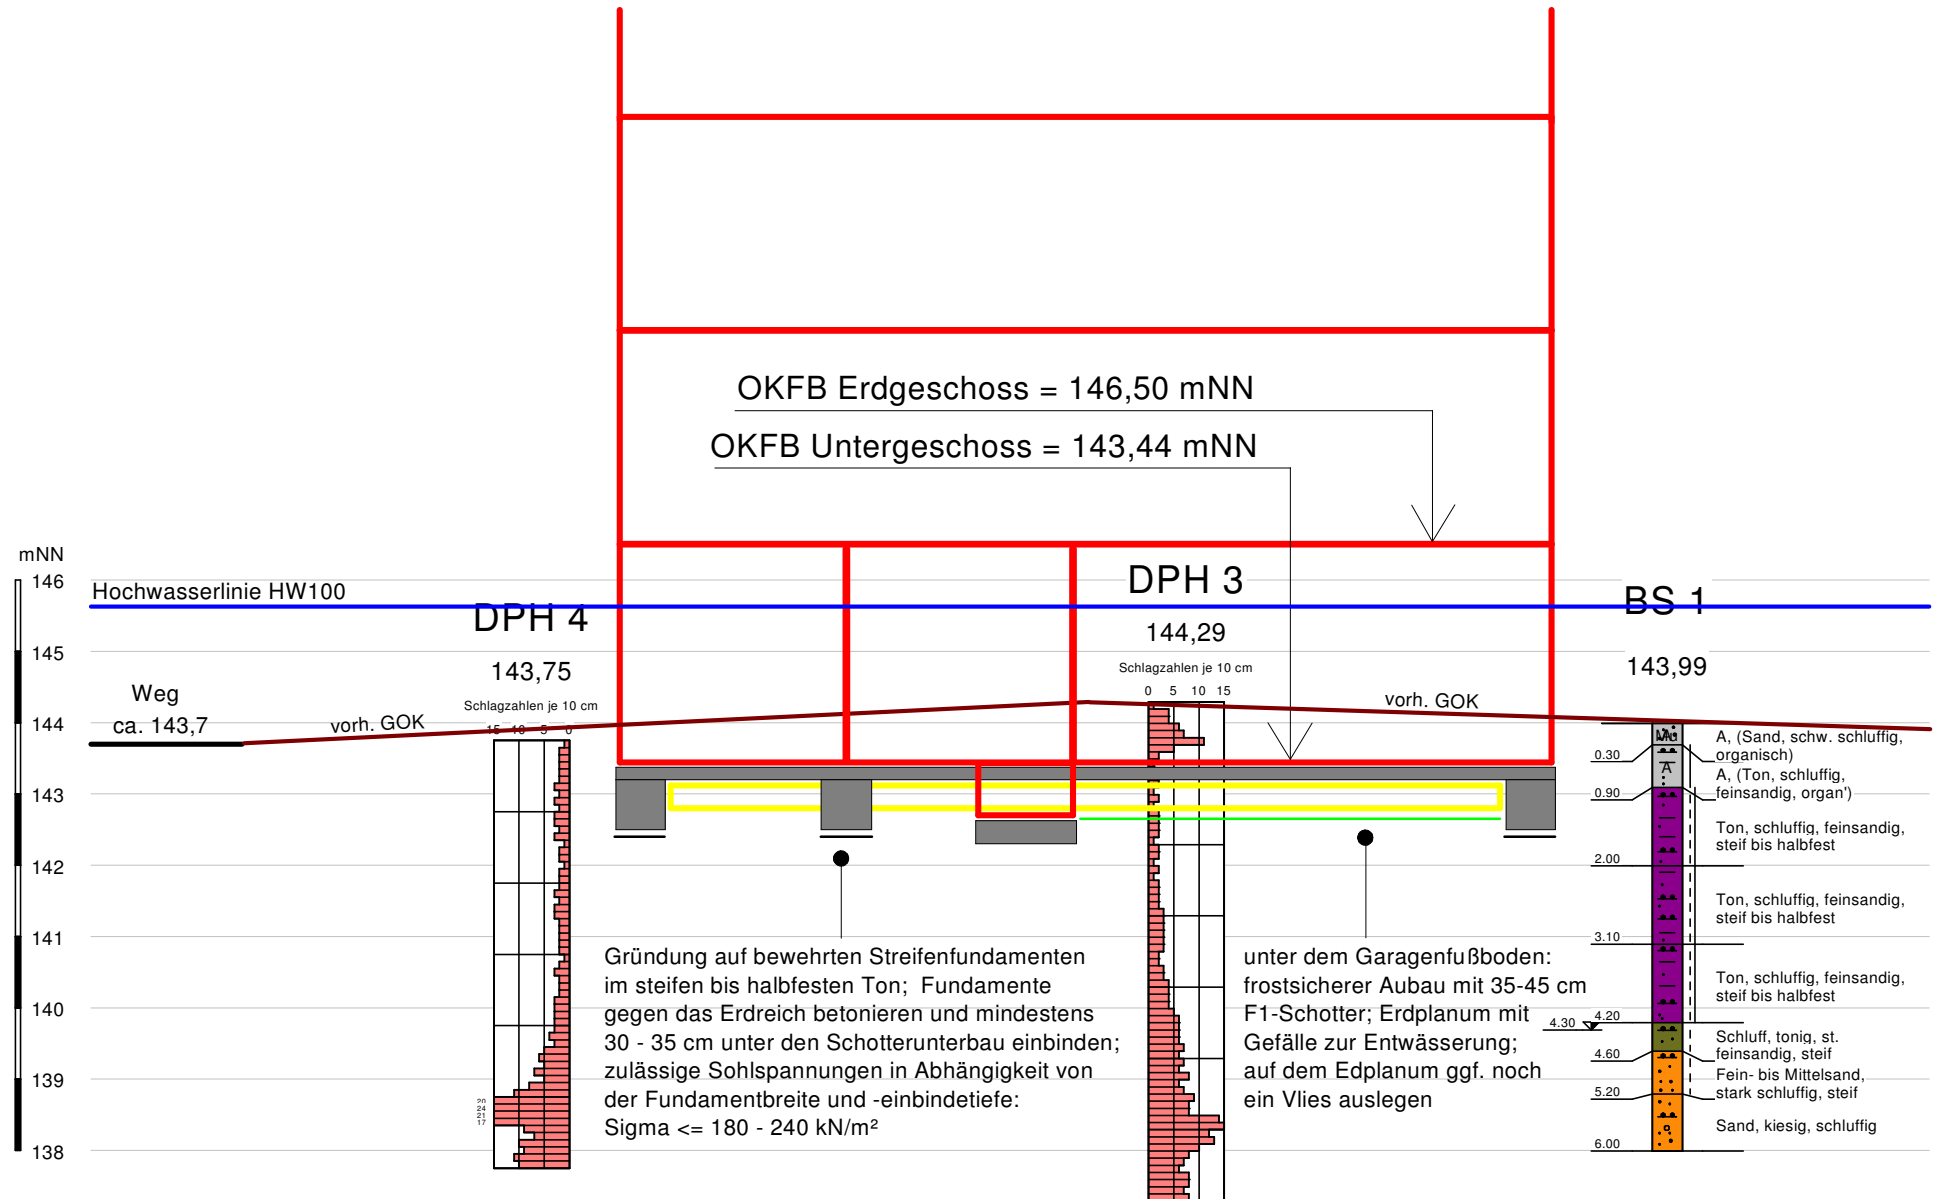 OKFB Erdgeschoss = 146,50 mNN
OKFB Untergeschoss = 143,44 mNN
mNN
146
145
144
143
142
141
140
139
138
Hochwasserlinie HW100
Weg
ca. 143,7
vorh. GOK
DPH 4
143,75
Schlagzahlen je 10 cm
15 10 5 0
20
24
21
17
DPH 3
144,29
Schlagzahlen je 10 cm
0 5 10 15
vorh. GOK
BS 1
143,99
Mu
A
0.30
0.90
2.00
3.10
4.20
4.30
4.60
5.20
6.00
A, (Sand, schw. schluffig,
organisch)
A, (Ton, schluffig,
feinsandig, organ')
Ton, schluffig, feinsandig,
steif bis halbfest
Ton, schluffig, feinsandig,
steif bis halbfest
Ton, schluffig, feinsandig,
steif bis halbfest
Schluff, tonig, st.
feinsandig, steif
Fein- bis Mittelsand,
stark schluffig, steif
Sand, kiesig, schluffig
Gründung auf bewehrten Streifenfundamenten
im steifen bis halbfesten Ton; Fundamente
gegen das Erdreich betonieren und mindestens
30 - 35 cm unter den Schotterunterbau einbinden;
zulässige Sohlspannungen in Abhängigkeit von
der Fundamentbreite und -einbindetiefe:
Sigma <= 180 - 240 kN/m²
unter dem Garagenfußboden:
frostsicherer Aubau mit 35-45 cm
F1-Schotter; Erdplanum mit
Gefälle zur Entwässerung;
auf dem Edplanum ggf. noch
ein Vlies auslegen